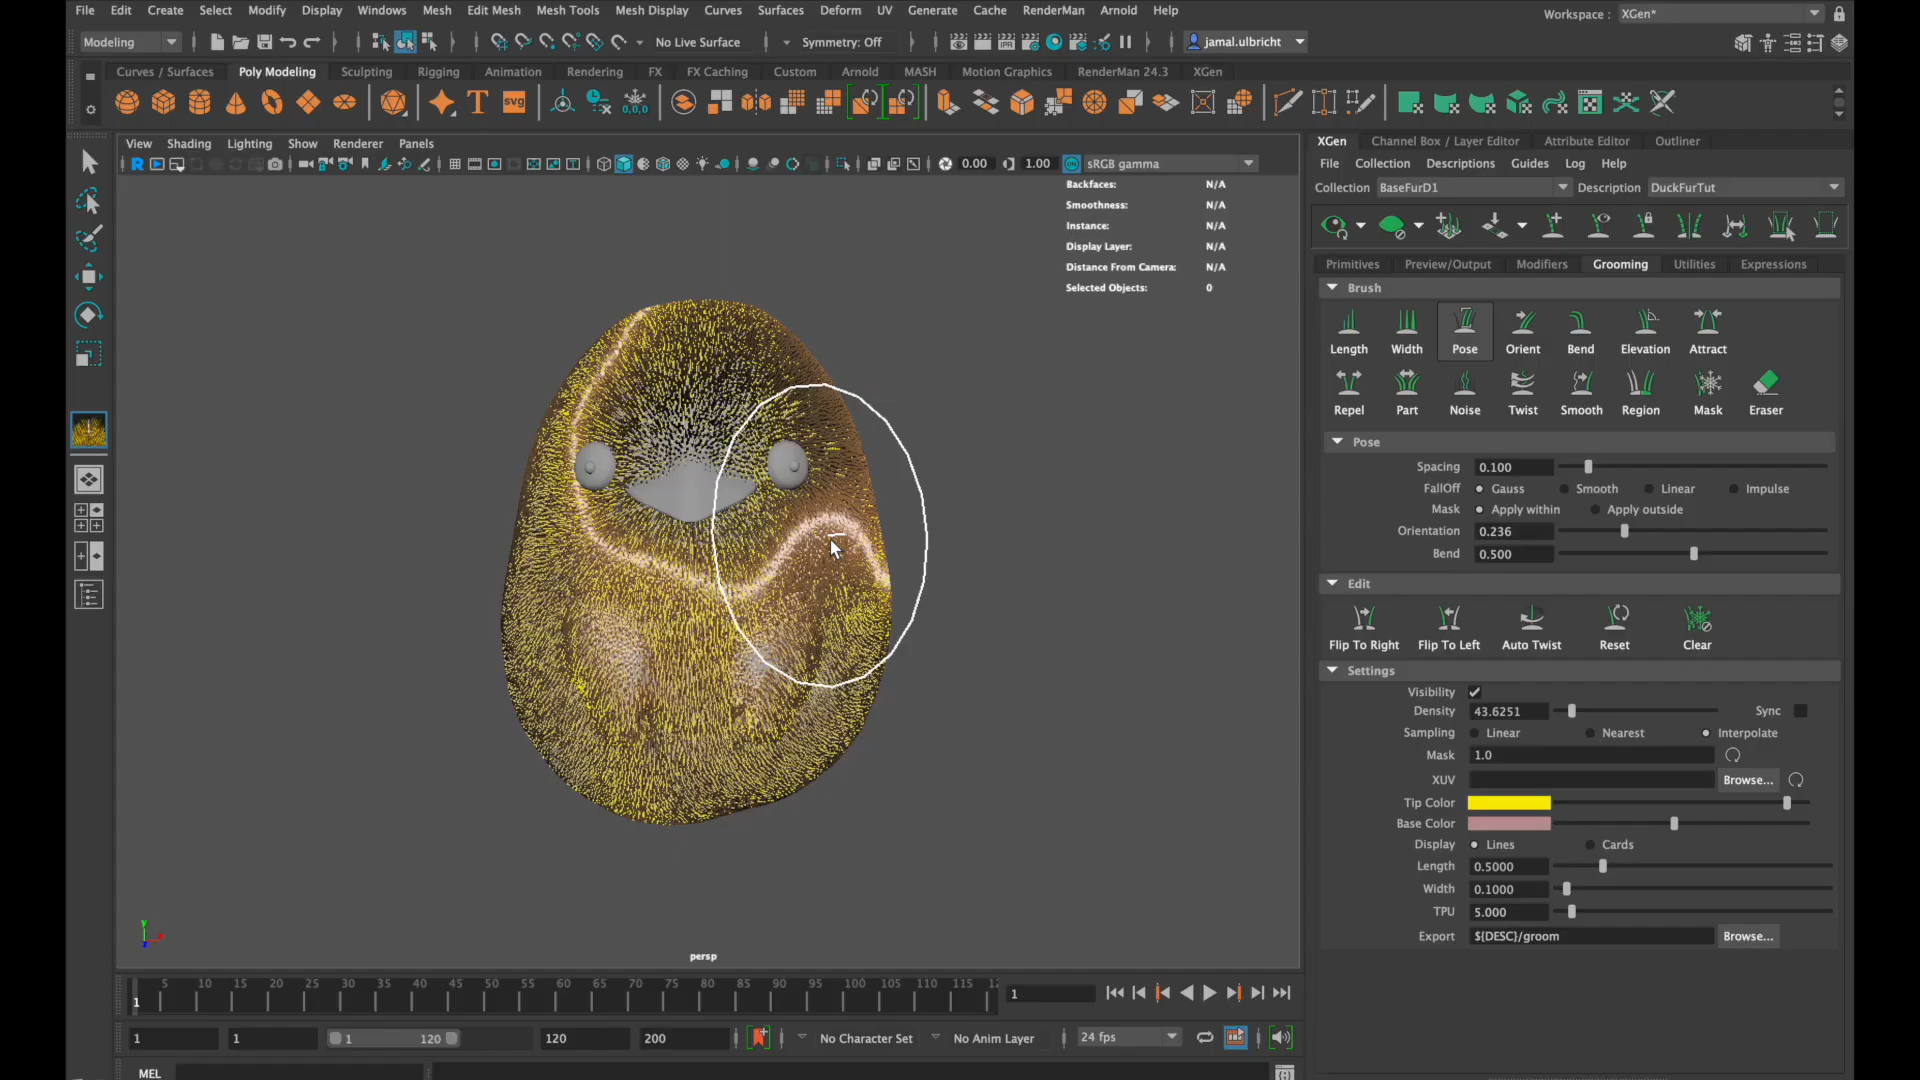 File Edit Create Select Modify Display Windows Mesh Edit Mesh Mesh Tools Mesh Display Curves Surfaces Deform UV Generate Cache RenderMan Arnold Help
Workspace : XGen*
Modeling No Live Surface Symmetry: Off jamal.ulbricht
Curves / Surfaces Poly Modeling Sculpting Rigging Animation Rendering FX FX Caching Custom Arnold MASH Motion Graphics RenderMan 24.3 XGen
svg 0,0,0
View Shading Lighting Show Renderer Panels
0.00 1.00 ON sRGB gamma
Backfaces: N/A
Smoothness: N/A
Instance: N/A
Display Layer: N/A
Distance From Camera: N/A
Selected Objects: 0
persp
XGen Channel Box / Layer Editor Attribute Editor Outliner
File Collection Descriptions Guides Log Help
Collection BaseFurD1 Description DuckFurTut
Primitives Preview/Output Modifiers Grooming Utilities Expressions
Brush
Length Width Pose Orient Bend Elevation Attract
Repel Part Noise Twist Smooth Region Mask Eraser
Pose
Spacing 0.100
FallOff Gauss Smooth Linear Impulse
Mask Apply within Apply outside
Orientation 0.236
Bend 0.500
Edit
Flip To Right Flip To Left Auto Twist Reset Clear
Settings
Visibility
Density 43.6251 Sync
Sampling Linear Nearest Interpolate
Mask 1.0
XUV Browse...
Tip Color
Base Color
Display Lines Cards
Length 0.5000
Width 0.1000
TPU 5.000
Export ${DESC}/groom Browse...
5 10 15 20 25 30 35 40 45 50 55 60 65 70 75 80 85 90 95 100 105 110 115 12
1 1
1 1 1 120 120 200 No Character Set No Anim Layer 24 fps
MEL